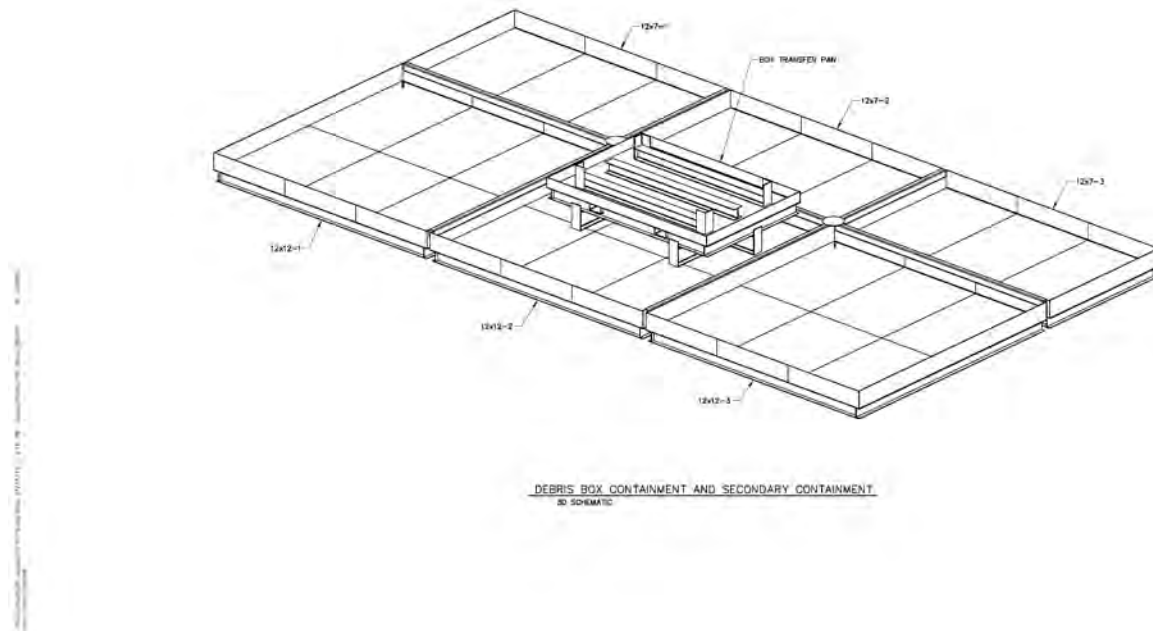 12x7-1
BOX TRANSFER PAN
12x7-2
12x7-3
12x12-1
12x12-2
12x12-3
DEBRIS BOX CONTAINMENT AND SECONDARY CONTAINMENT
3D SCHEMATIC